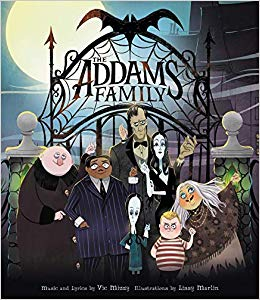 THE
ADDAMS
FAMILY
Music and Lyrics by Vic Mizzy Illustrations by Lissy Marlin